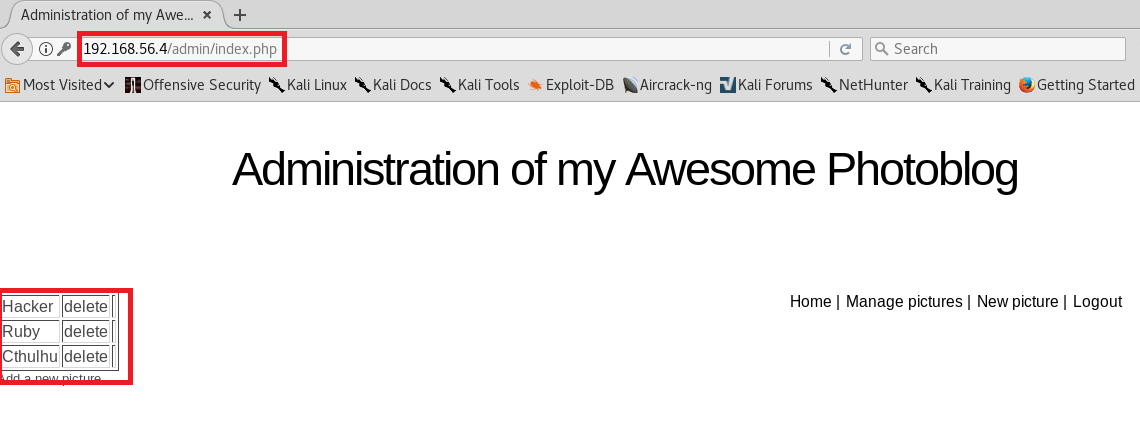 Administration of my Awe... × +
192.168.56.4/admin/index.php Search
Most Visited Offensive Security Kali Linux Kali Docs Kali Tools Exploit-DB Aircrack-ng Kali Forums NetHunter Kali Training Getting Started
Administration of my Awesome Photoblog
Home | Manage pictures | New picture | Logout
Hacker delete
Ruby delete
Cthulhu delete
Add a new picture